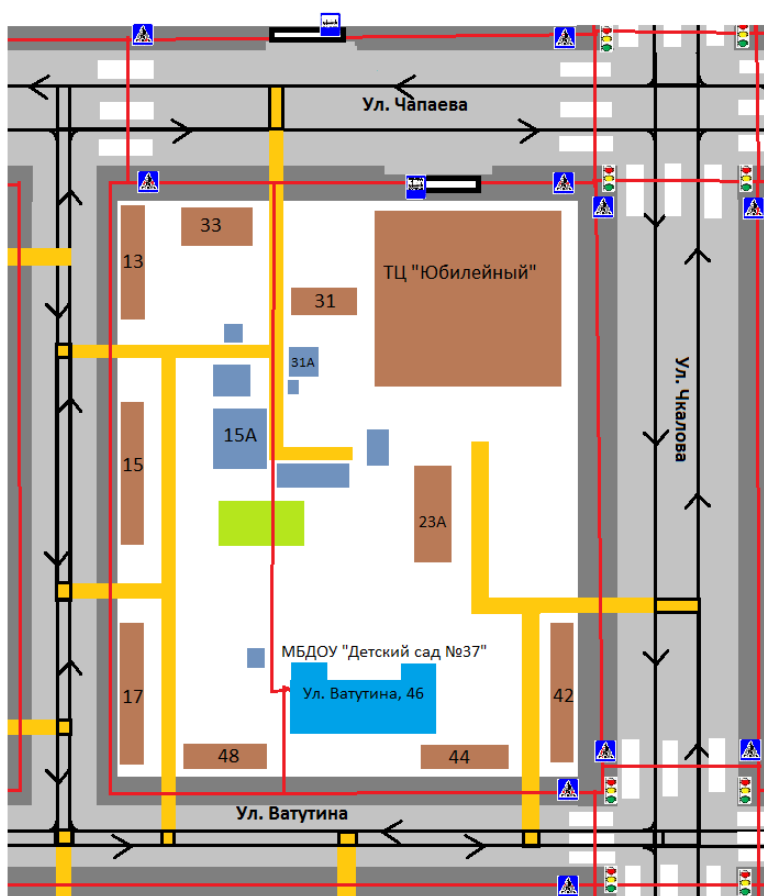 Ул. Чапаева
33
13
ТЦ "Юбилейный"
31
31А
Ул. Чкалова
15А
15
23А
МБДОУ "Детский сад №37"
Ул. Ватутина, 46
17
42
48
44
Ул. Ватутина